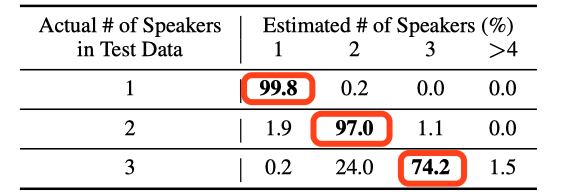 Actual # of Speakers Estimated # of Speakers (%)
in Test Data 1 2 3 >4
1 99.8 0.2 0.0 0.0
2 1.9 97.0 1.1 0.0
3 0.2 24.0 74.2 1.5